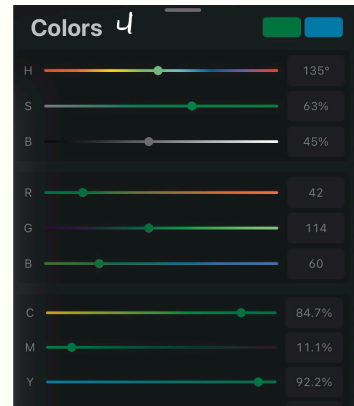 Colors 4
H 135°
S 63%
B 45%
R 42
G 114
B 60
C 84.7%
M 11.1%
Y 92.2%